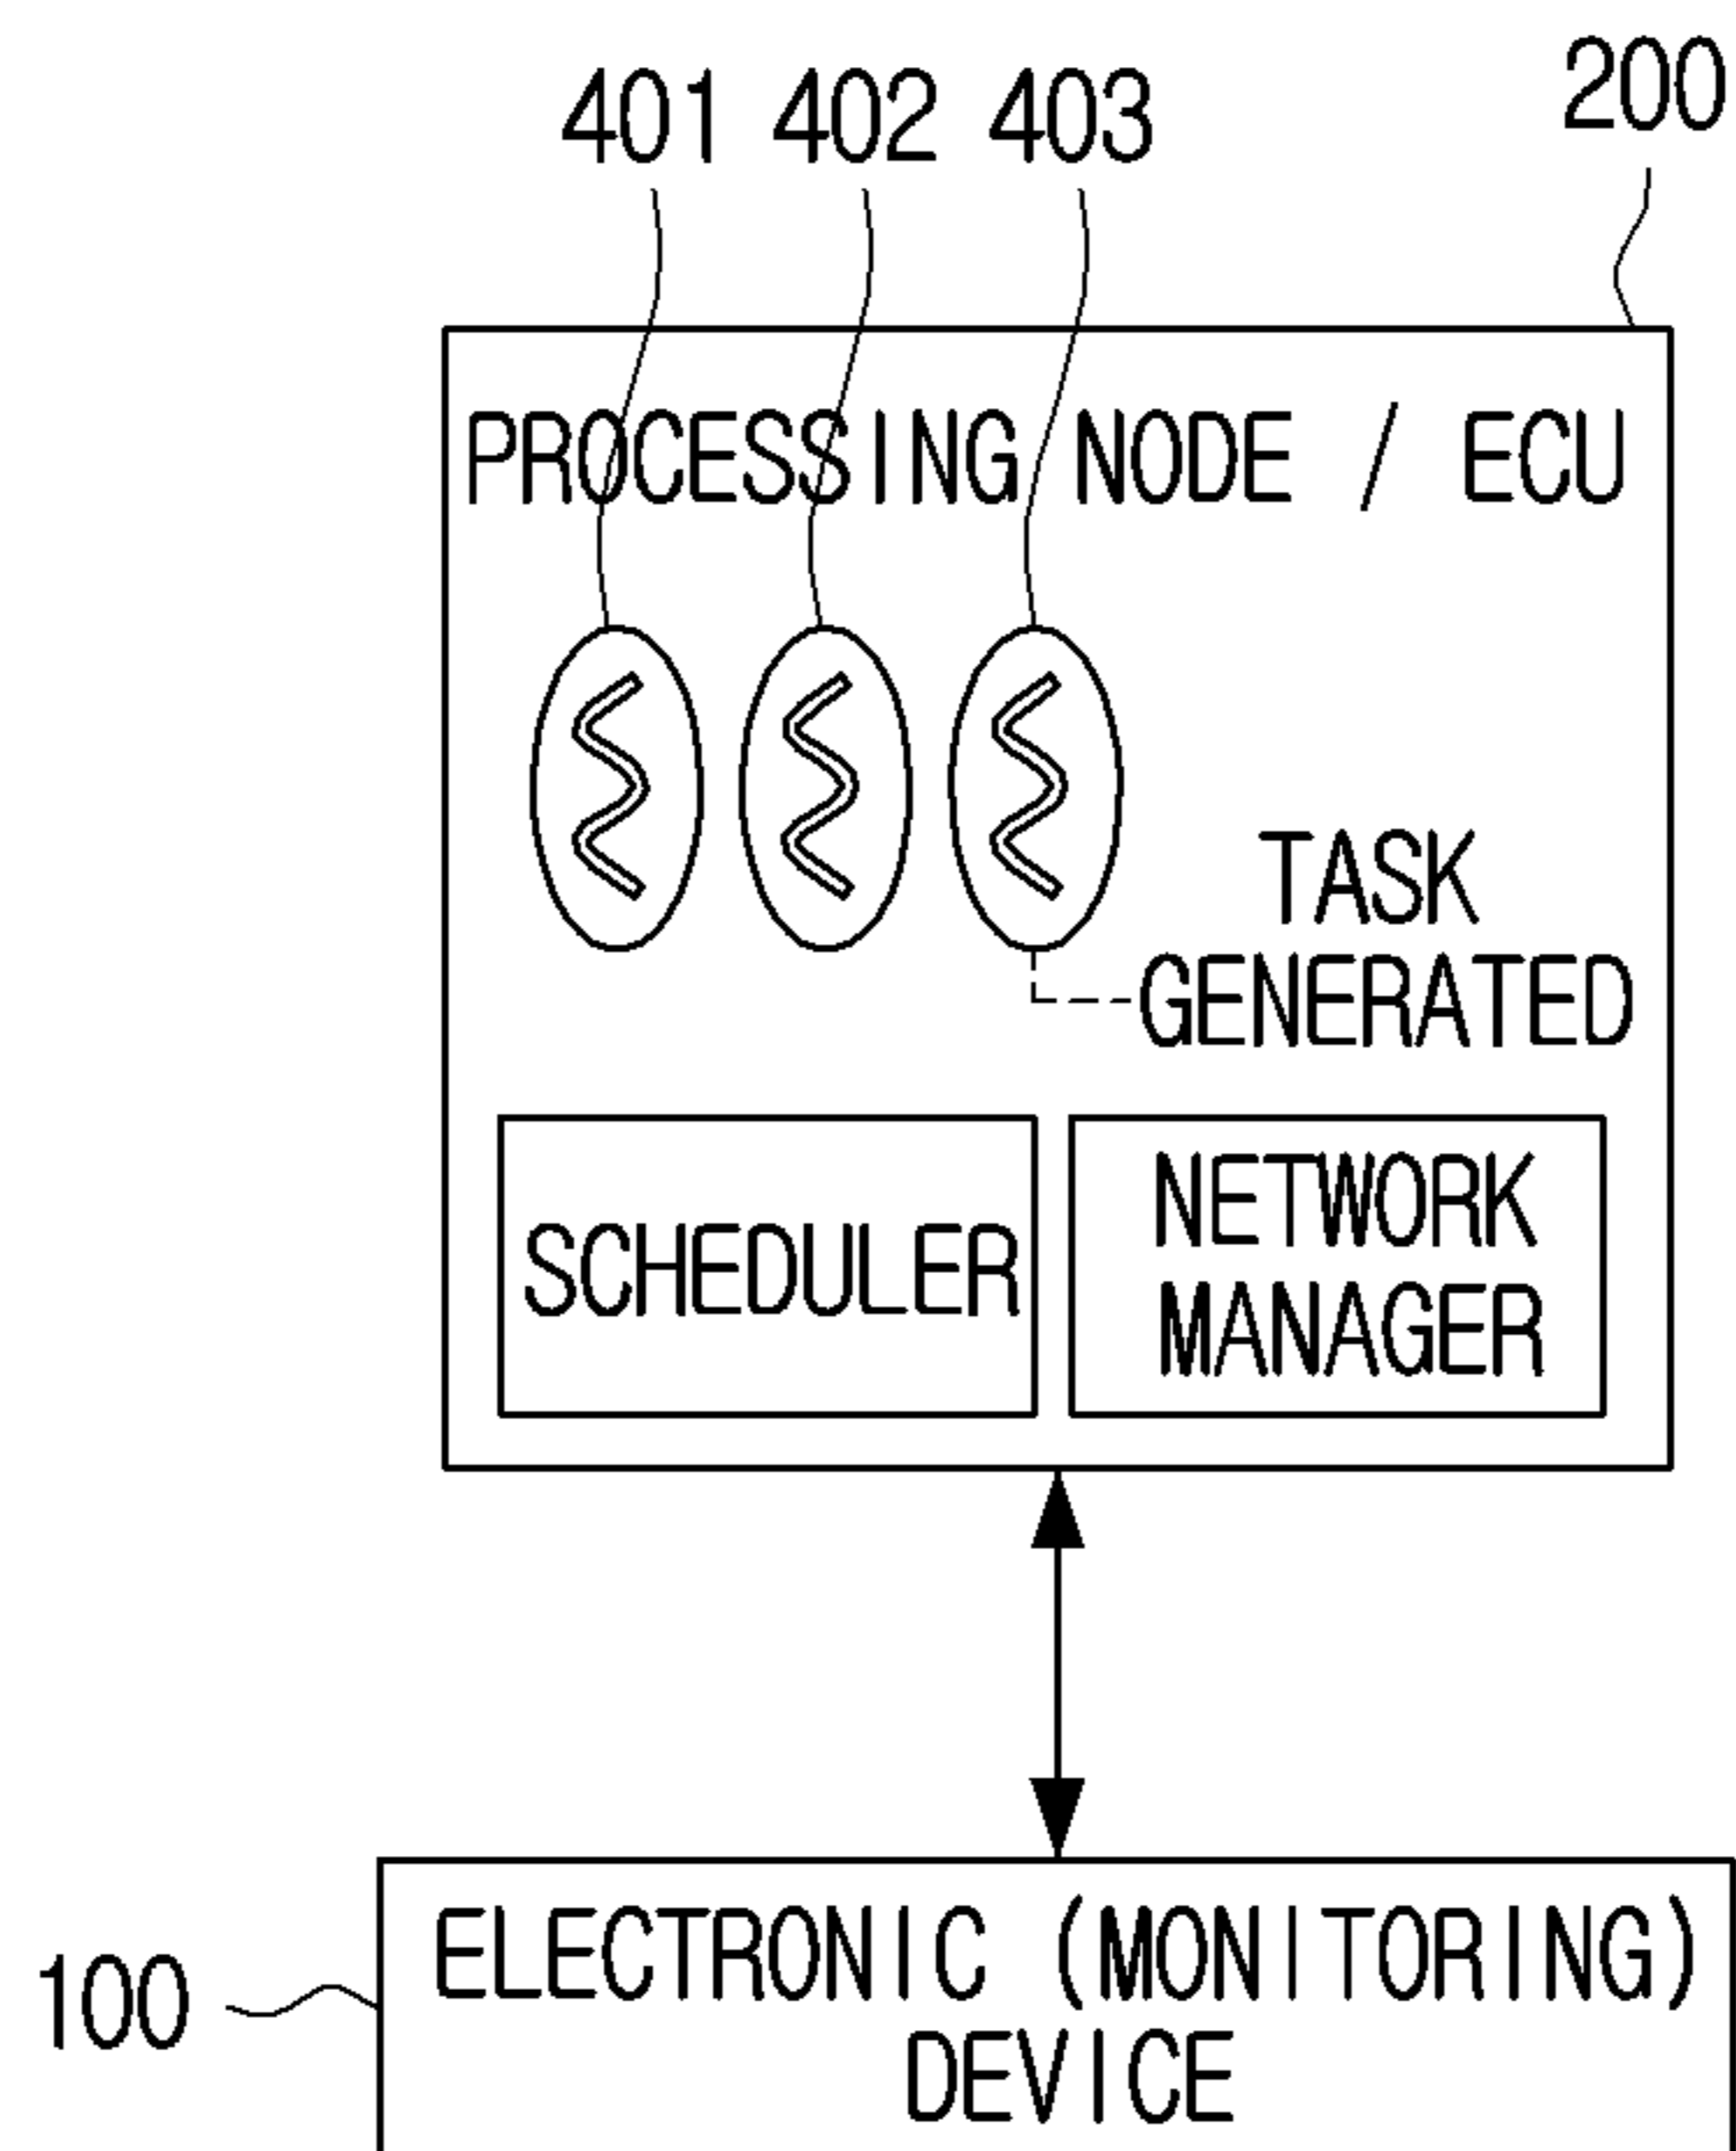 200
401 402 403
PROCESSING NODE / ECU
TASK
GENERATED
SCHEDULER
NETWORK
MANAGER
100
ELECTRONIC (MONITORING)
DEVICE